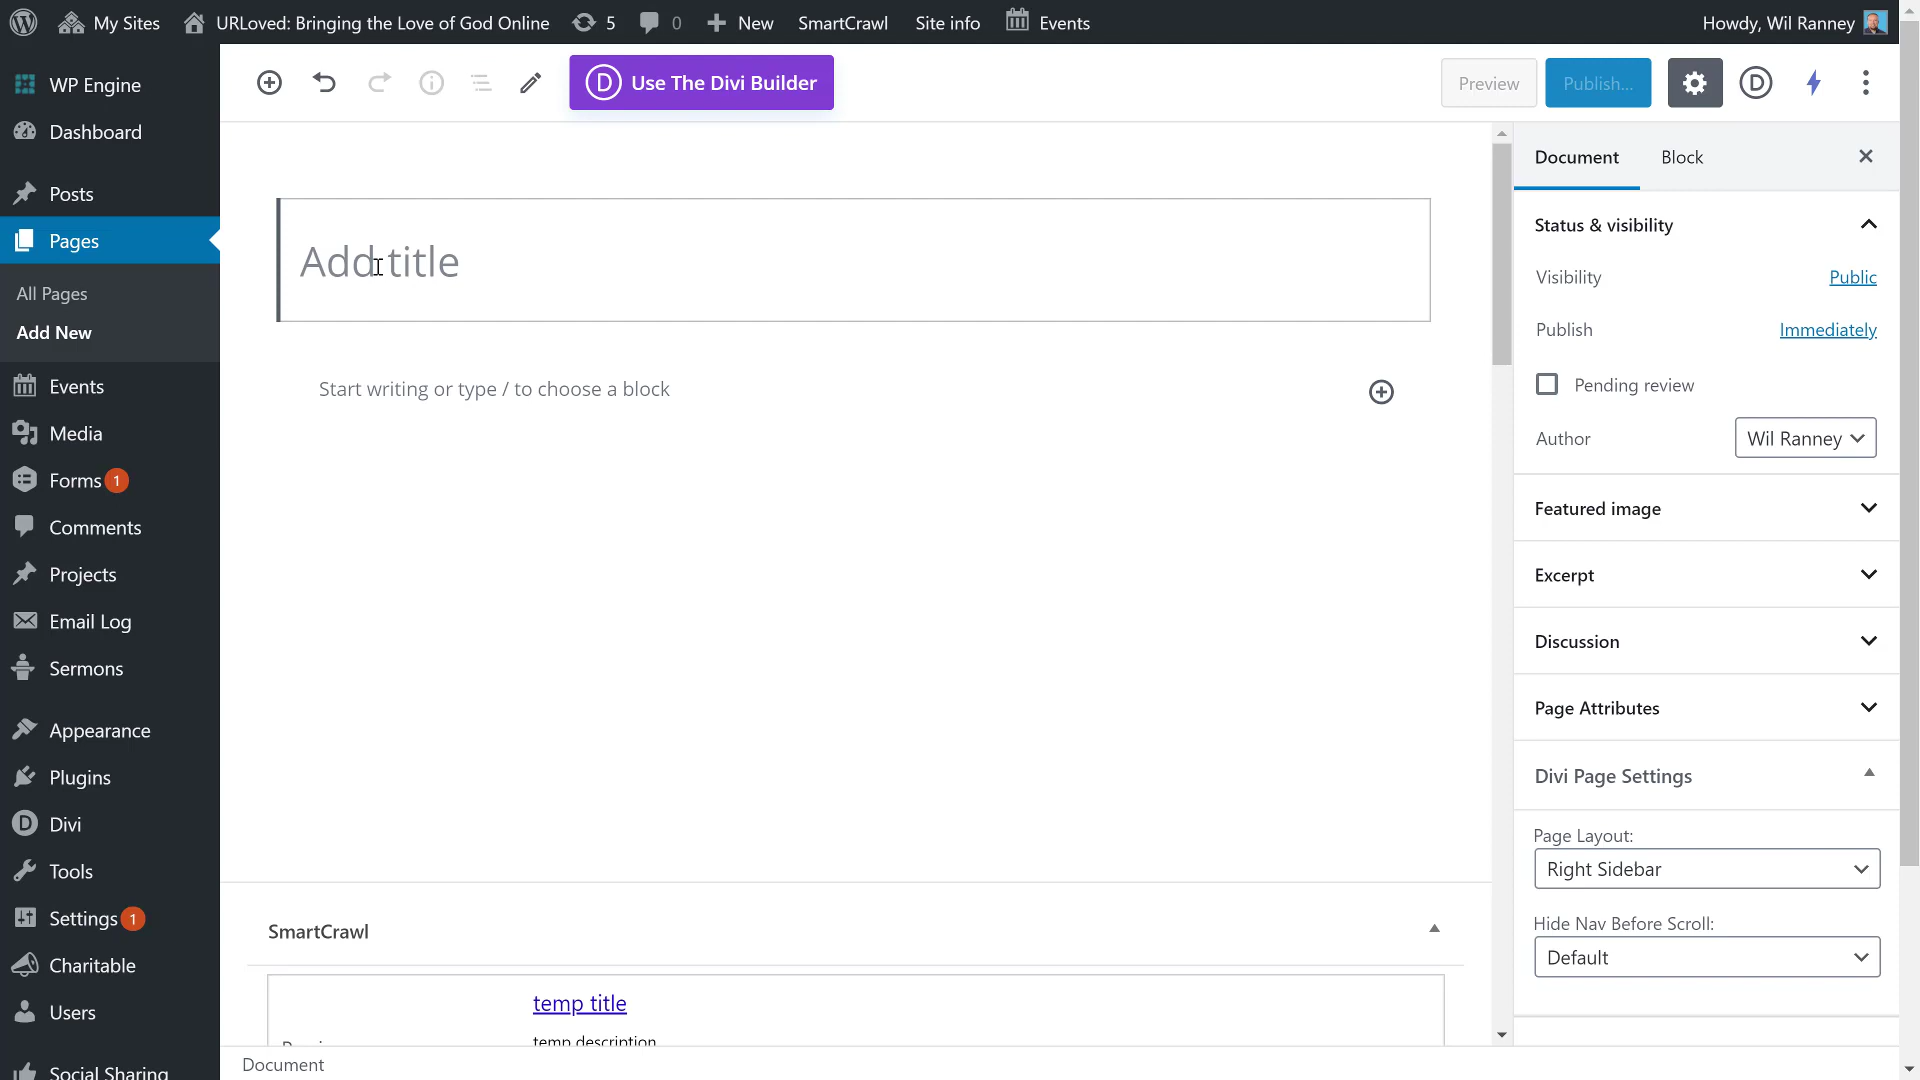 My Sites
URLoved: Bringing the Love of God Online
5
0
New
SmartCrawl
Site info
Events
Howdy, Wil Ranney
WP Engine
Dashboard
Posts
Pages
All Pages
Add New
Events
Media
Forms 1
Comments
Projects
Email Log
Sermons
Appearance
Plugins
Divi
Tools
Settings 1
Charitable
Users
Social Sharing
D Use The Divi Builder
Preview
Publish...
D
Add title
Start writing or type / to choose a block
SmartCrawl
temp title
temp description
Document
Document
Block
Status & visibility
Visibility
Public
Publish
Immediately
Pending review
Author
Wil Ranney
Featured image
Excerpt
Discussion
Page Attributes
Divi Page Settings
Page Layout:
Right Sidebar
Hide Nav Before Scroll:
Default